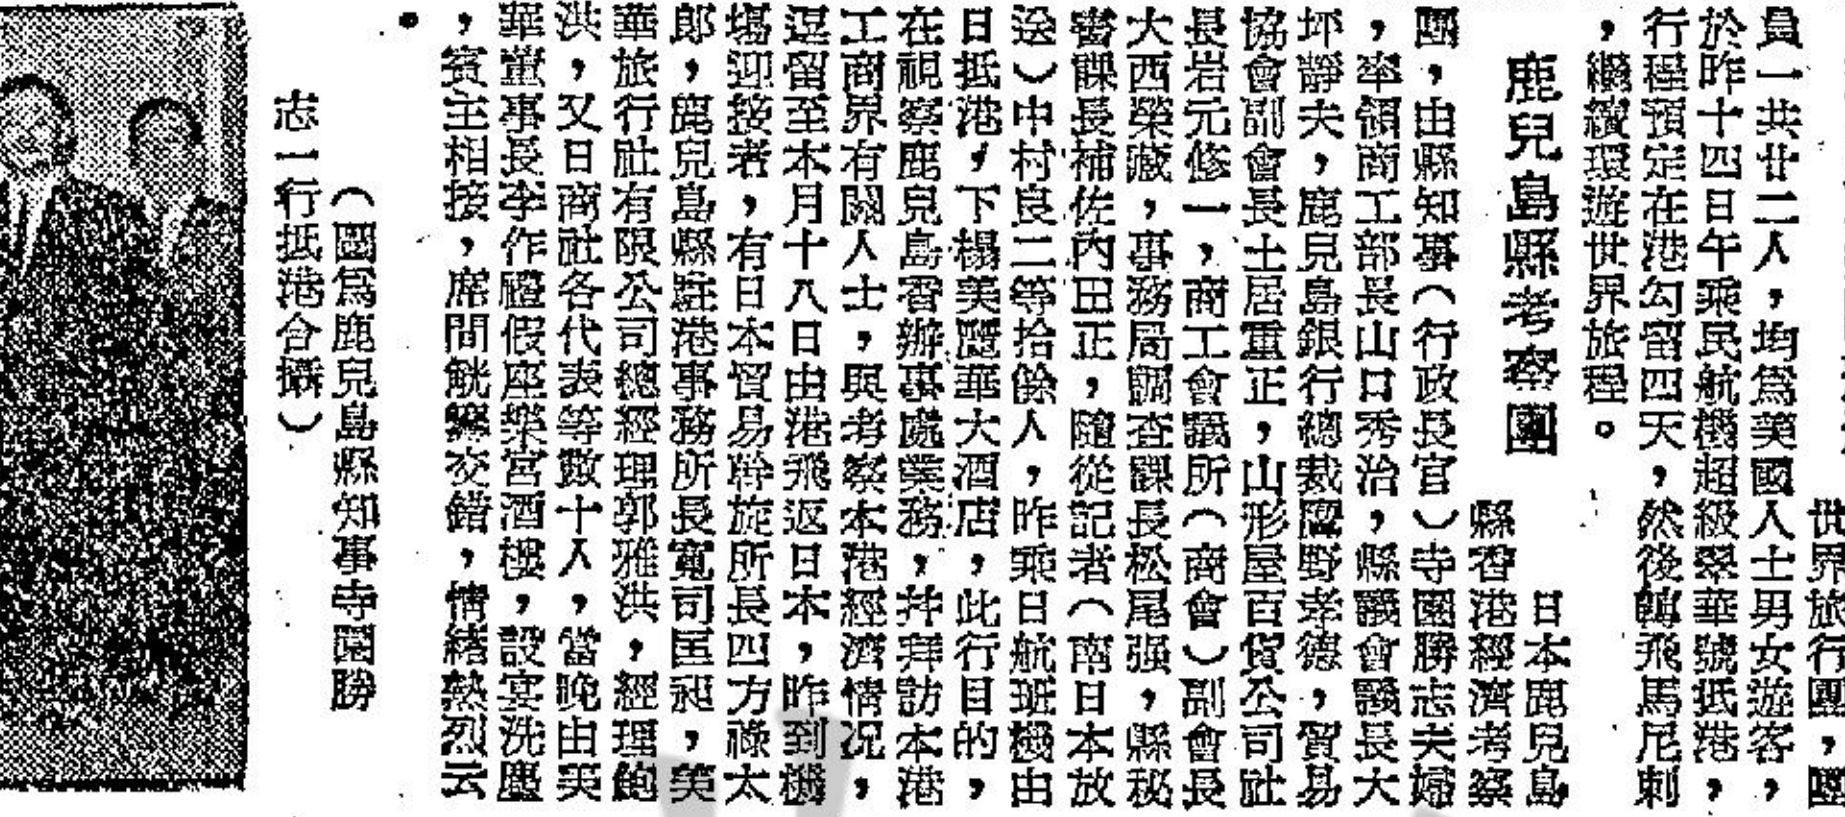 世界旅行團，團
員一共廿二人，均爲美國人士男女遊客，
於昨十四日午乘民航機超級翠華號抵港，
行程預定在港勾留四天，然後轉飛馬尼剌
，繼續環遊世界旅程。
鹿兒島縣考察團
日本鹿兒島
縣香港經濟考察
團，由縣知事（行政長官）寺園勝志夫婦
，率領商工部長山口秀治，縣議會議長大
坪靜夫，鹿兒島銀行總裁 野孝德，貿易
協會副會長土居重正，山形屋百貨公司社
長岩元修一，商工會議所（商會）副會長
大西榮藏，事務局調查課長松尾强，縣秘
書課長補佐內田正，隨從記者（南日本放
送）中村良二等拾餘人，昨乘日航班機由
日抵港，下榻美麗華大酒店，此行目的，
在視察鹿兒島香辦事處業務，并拜訪本港
工商界有關人士，與考察本港經濟情况，
逗留至本月十八日由港飛返日本，昨到機
塲迎接者，有日本貿易斡旋所長四方祿太
郎，鹿兒島縣駐港事務所長寬司匡昶，美
華旅行社有限公司總經理郭雅洪，經理鮑
洪，又日商社各代表等數十人，當晚由美
華董事長李作禮假座樂宮酒樓，設宴洗塵
，賓主相接，席間觥籌交錯，情緒熱烈云
。
（圖爲鹿兒島縣知事寺園勝
志一行抵港合攝）